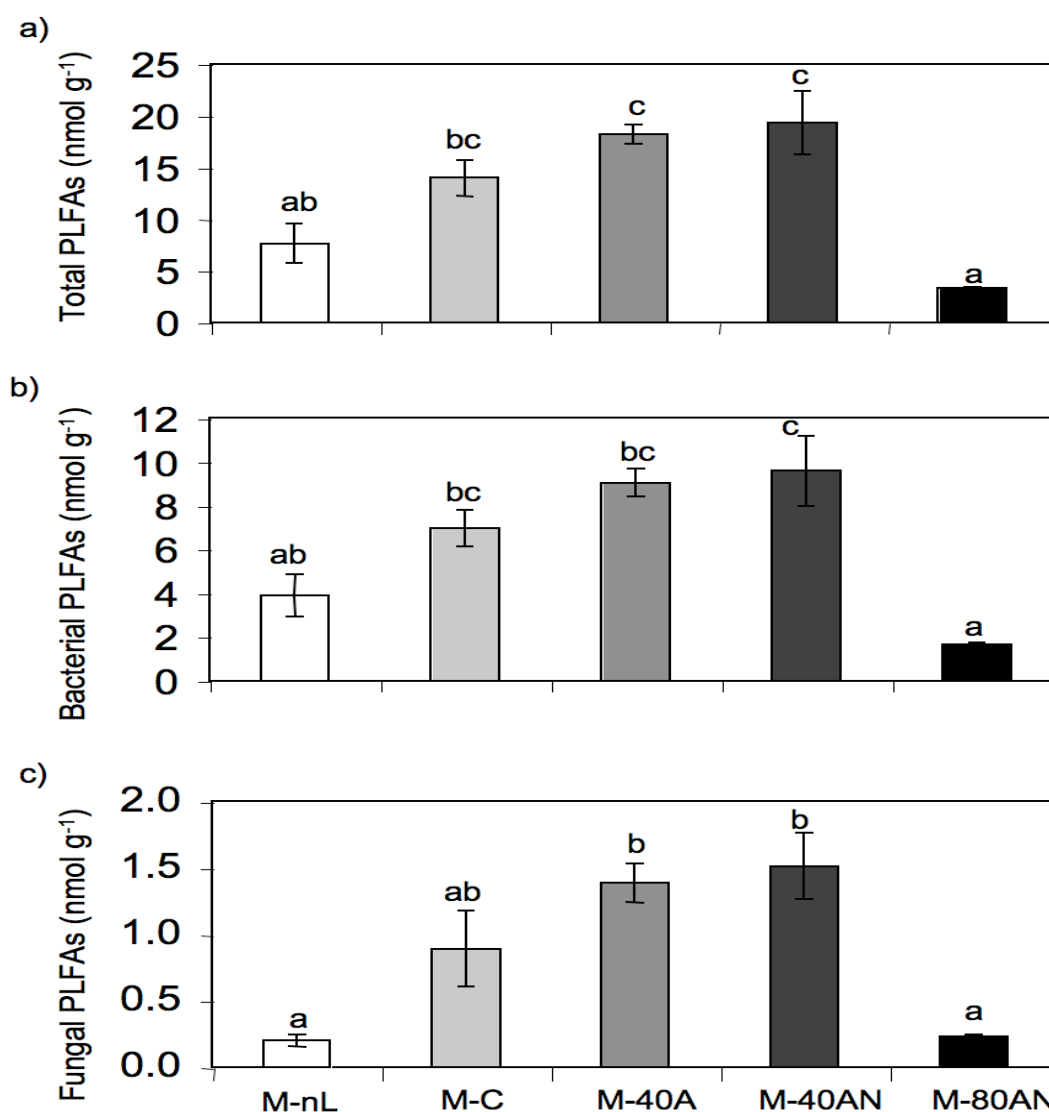 a)
Total PLFAs (nmol g⁻¹)
25
20
15
10
5
0
ab
bc
c
c
a
b)
Bacterial PLFAs (nmol g⁻¹)
12
10
8
6
4
2
0
ab
bc
bc
c
a
c)
Fungal PLFAs (nmol g⁻¹)
2.0
1.5
1.0
0.5
0.0
a
ab
b
b
a
M-nL M-C M-40A M-40AN M-80AN